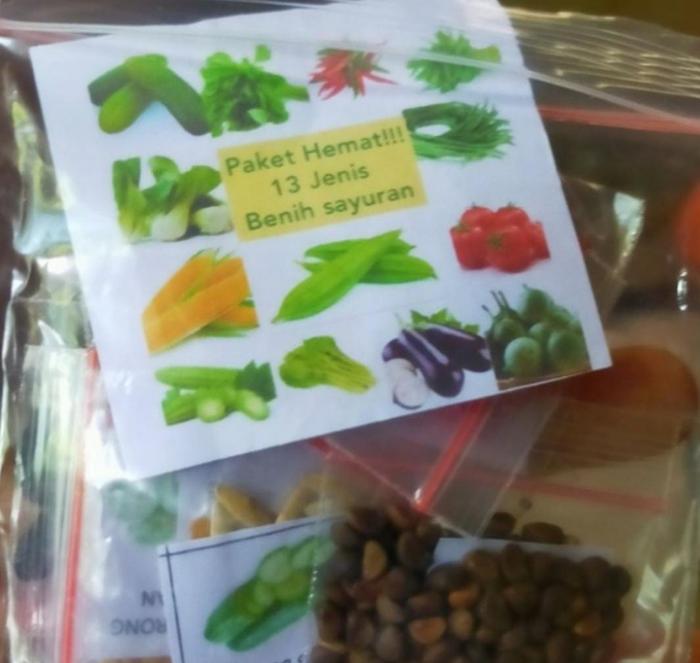 Paket Hemat!!!
13 Jenis
Benih sayuran